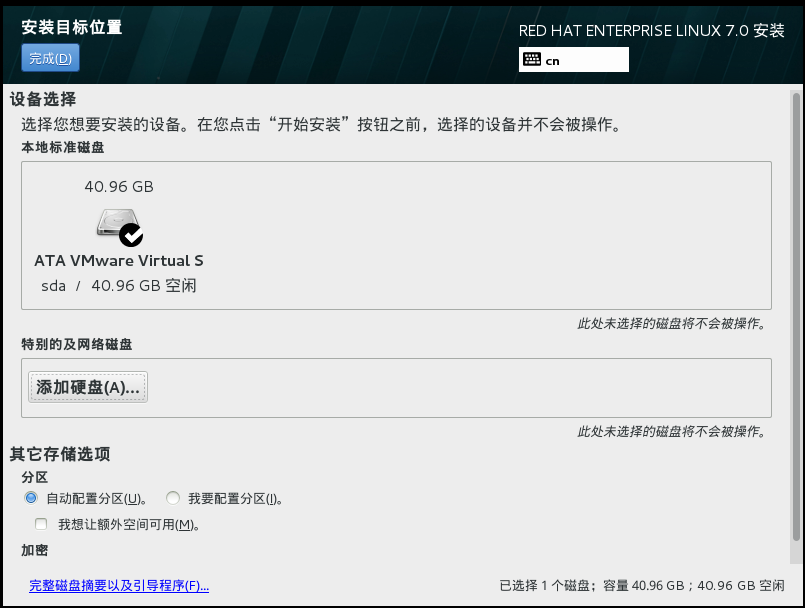 安装目标位置
RED HAT ENTERPRISE LINUX 7.0 安装
完成(D)
cn
设备选择
选择您想要安装的设备。在您点击“开始安装”按钮之前，选择的设备并不会被操作。
本地标准磁盘
40.96 GB
ATA VMware Virtual S
sda / 40.96 GB 空闲
此处未选择的磁盘将不会被操作。
特别的及网络磁盘
添加硬盘(A)...
此处未选择的磁盘将不会被操作。
其它存储选项
分区
自动配置分区(U)。 我要配置分区(I)。
我想让额外空间可用(M)。
加密
完整磁盘摘要以及引导程序(F)...
已选择 1 个磁盘；容量 40.96 GB；40.96 GB 空闲